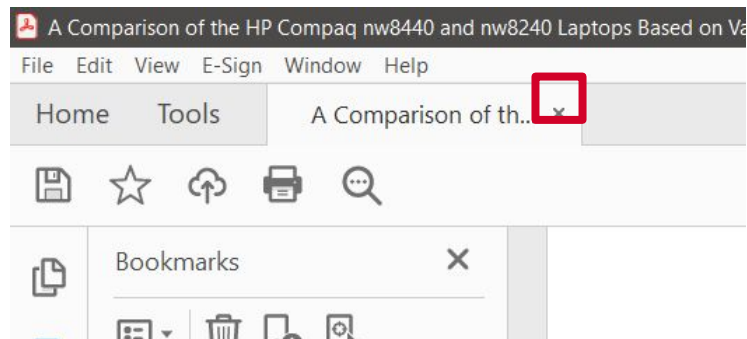 A Comparison of the HP Compaq nw8440 and nw8240 Laptops Based on Va
File Edit View E-Sign Window Help
Home Tools A Comparison of th... ×
Bookmarks